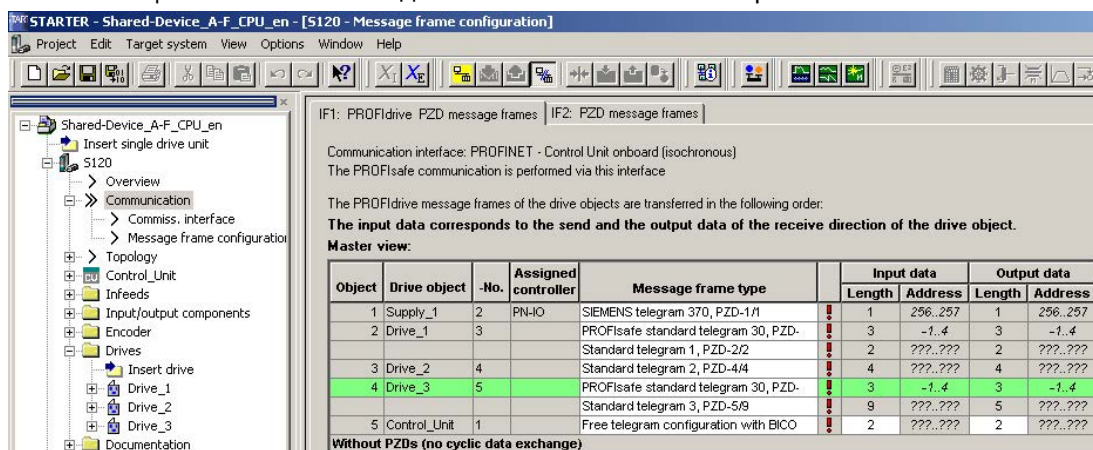 STARTER - Shared-Device_A-F_CPU_en - [S120 - Message frame configuration]
Project Edit Target system View Options Window Help
Shared-Device_A-F_CPU_en
Insert single drive unit
S120
Overview
Communication
Commiss. interface
Message frame configuration
Topology
Control_Unit
Infeeds
Input/output components
Encoder
Drives
Insert drive
Drive_1
Drive_2
Drive_3
Documentation
IF1: PROFIdrive PZD message frames IF2: PZD message frames
Communication interface: PROFINET - Control Unit onboard (isochronous)
The PROFIsafe communication is performed via this interface
The PROFIdrive message frames of the drive objects are transferred in the following order:
The input data corresponds to the send and the output data of the receive direction of the drive object.
Master view:
Object Drive object -No. Assigned controller Message frame type Input data Output data
Length Address Length Address
1 Supply_1 2 PN-IO SIEMENS telegram 370, PZD-1/1 ! 1 256..257 1 256..257
2 Drive_1 3 PROFIsafe standard telegram 30, PZD- ! 3 -1..4 3 -1..4
Standard telegram 1, PZD-2/2 ! 2 ???..??? 2 ???..???
3 Drive_2 4 Standard telegram 2, PZD-4/4 ! 4 ???..??? 4 ???..???
4 Drive_3 5 PROFIsafe standard telegram 30, PZD- ! 3 -1..4 3 -1..4
Standard telegram 3, PZD-5/9 ! 9 ???..??? 5 ???..???
5 Control_Unit 1 Free telegram configuration with BICO ! 2 ???..??? 2 ???..???
Without PZDs (no cyclic data exchange)